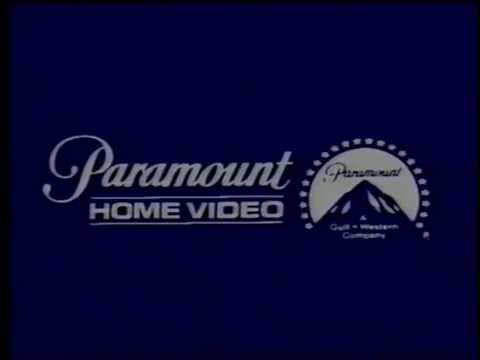 Paramount
HOME VIDEO
Paramount
A
Gulf + Western
Company
®